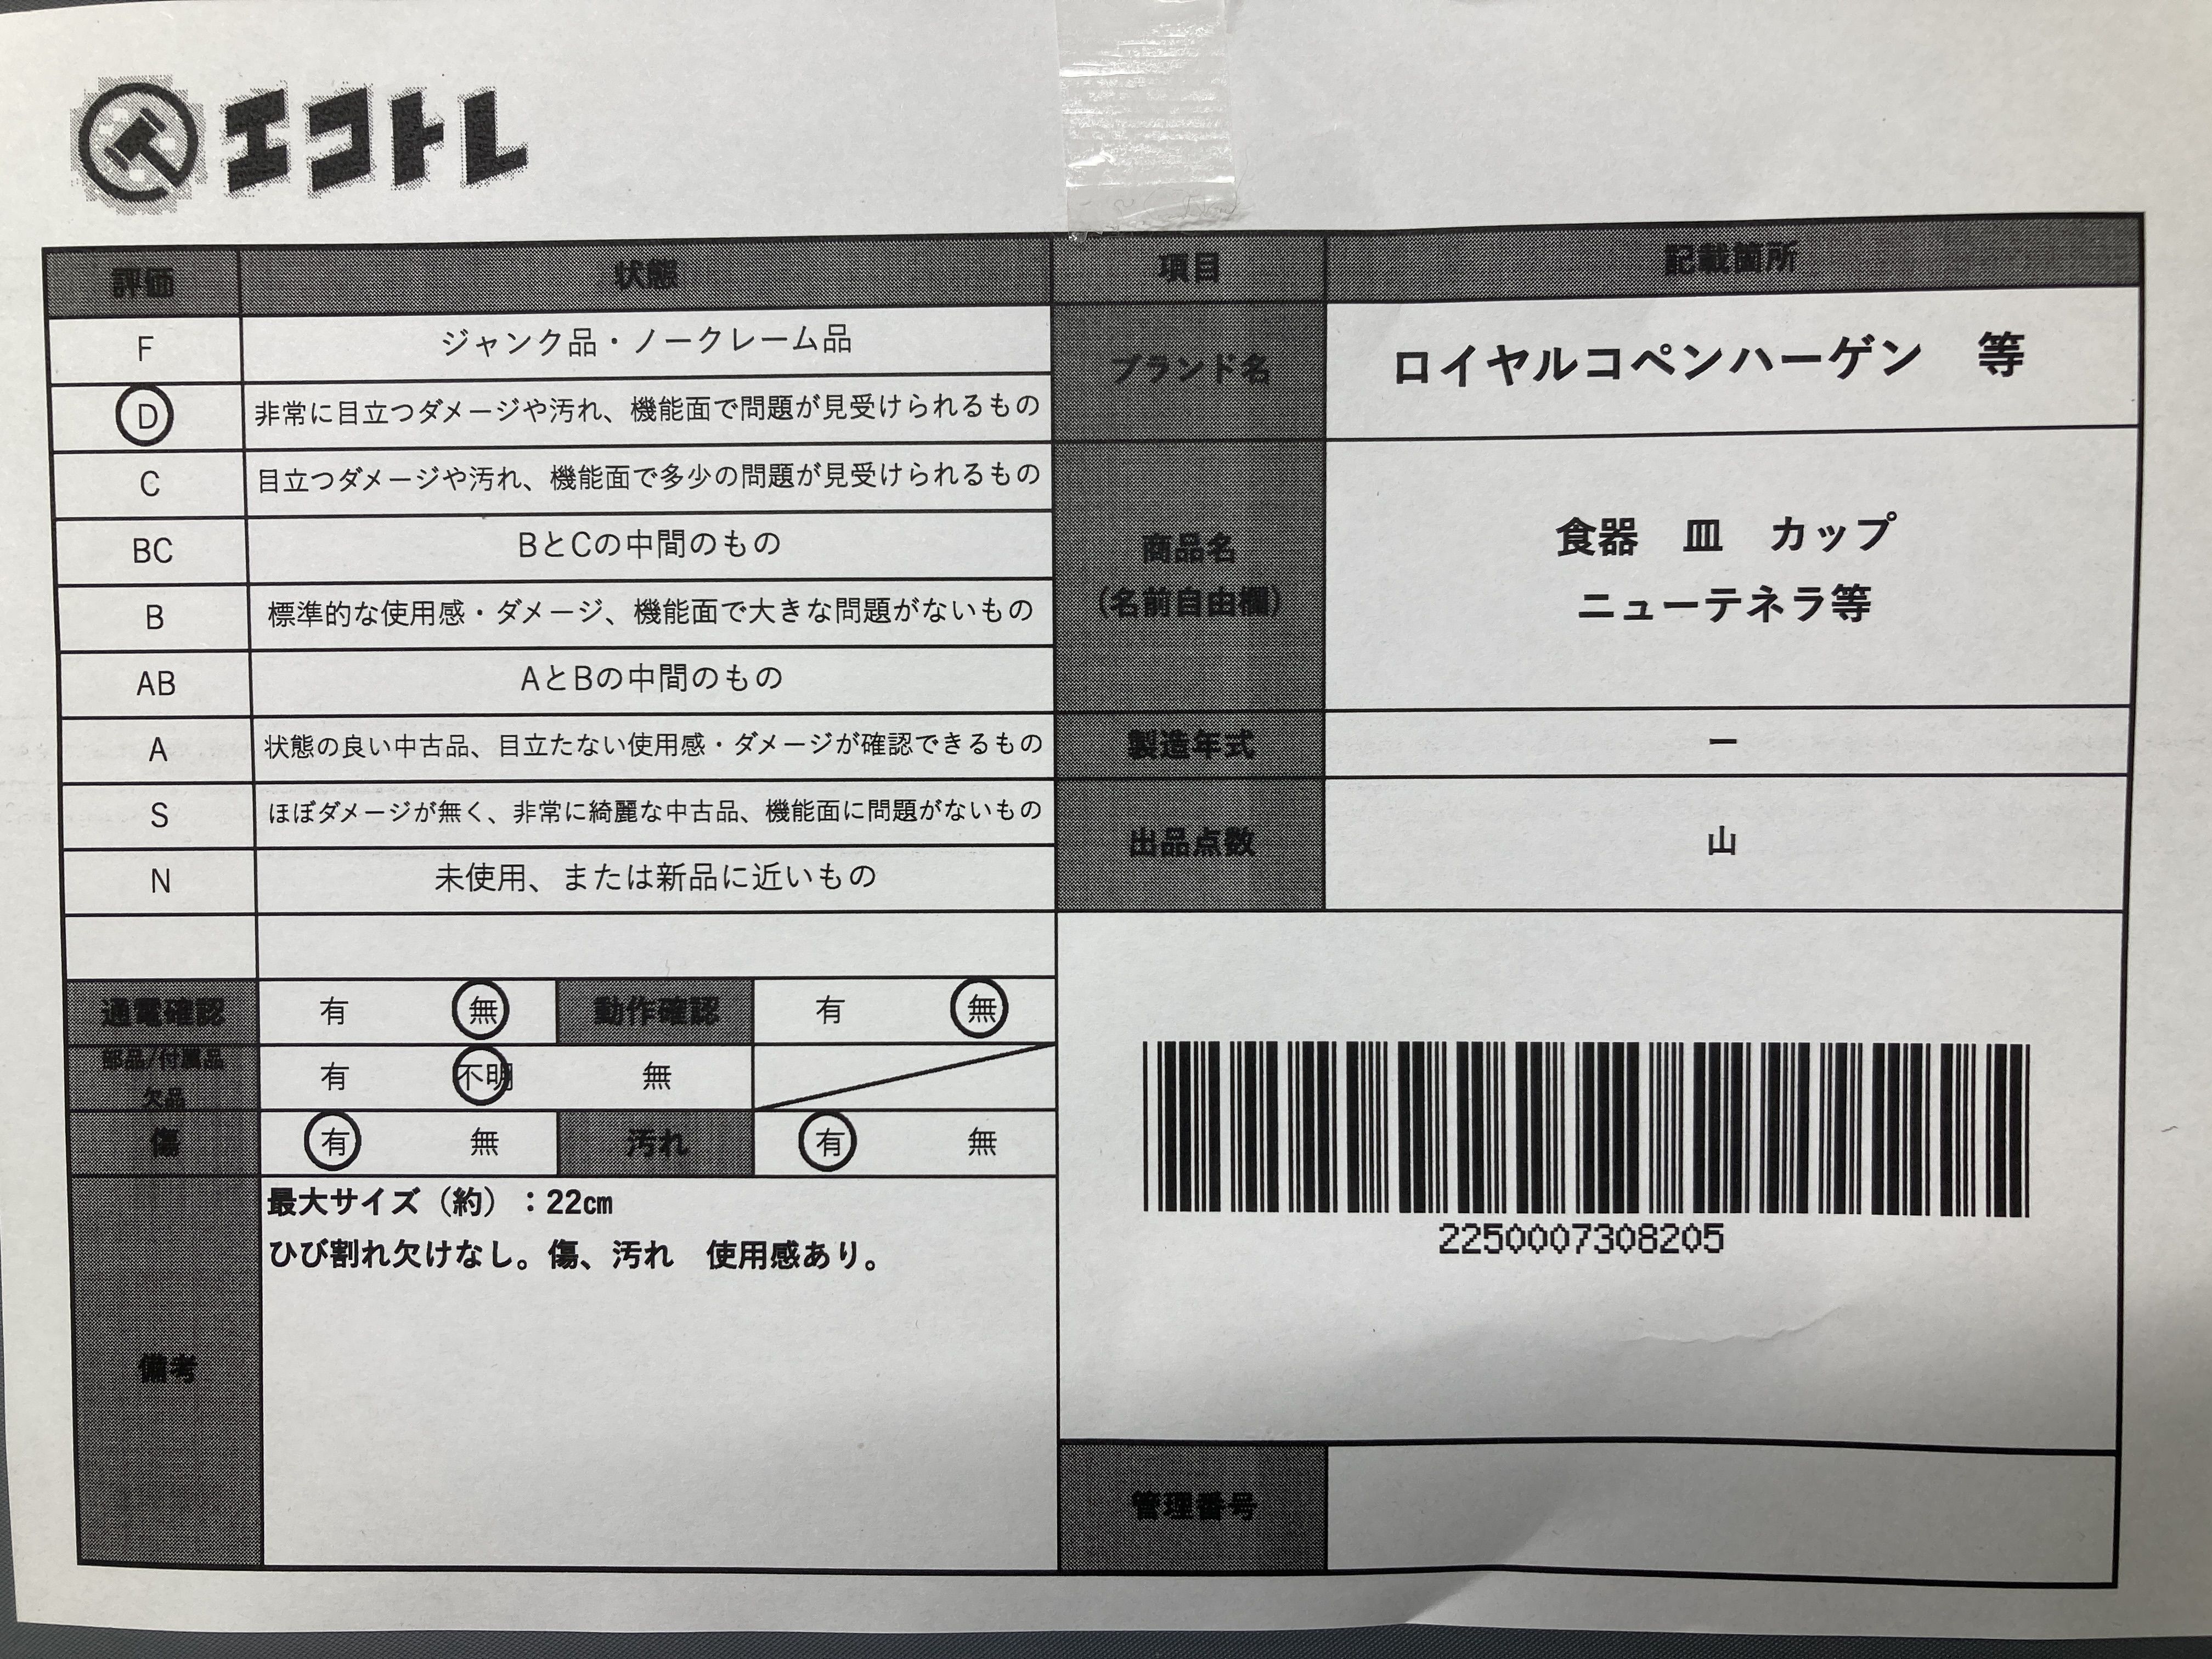 エコトレ
評価 状態 項目 記載箇所
F ジャンク品・ノークレーム品
D 非常に目立つダメージや汚れ、機能面で問題が見受けられるもの
C 目立つダメージや汚れ、機能面で多少の問題が見受けられるもの
BC BとCの中間のもの
B 標準的な使用感・ダメージ、機能面で大きな問題がないもの
AB AとBの中間のもの
A 状態の良い中古品、目立たない使用感・ダメージが確認できるもの
S ほぼダメージが無く、非常に綺麗な中古品、機能面に問題がないもの
N 未使用、または新品に近いもの
通電確認 有 無 動作確認 有 無
部品/付属品
欠品
有 不明 無
傷 有 無 汚れ 有 無
備考
最大サイズ（約）：22㎝
ひび割れ欠けなし。傷、汚れ　使用感あり。
ブランド名 ロイヤルコペンハーゲン　等
商品名
（名前自由欄）
食器　皿　カップ
ニューテネラ等
製造年式 ー
出品点数 山
2250007308205
管理番号